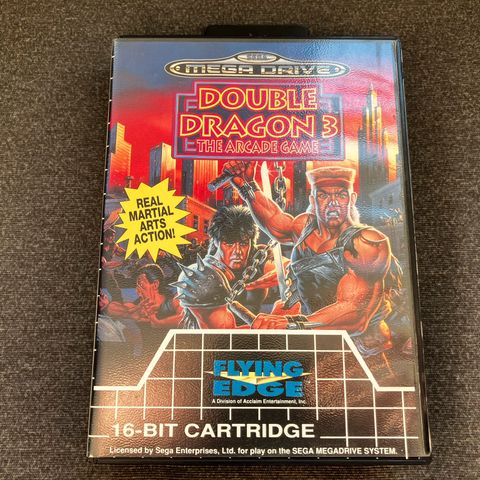 SEGA
MEGA DRIVE
DOUBLE
DRAGON 3
THE ARCADE GAME
REAL
MARTIAL
ARTS
ACTION!
FLYING
EDGE
A Division of Acclaim Entertainment, Inc.
16-BIT CARTRIDGE
Licensed by Sega Enterprises, Ltd. for play on the SEGA MEGADRIVE SYSTEM.